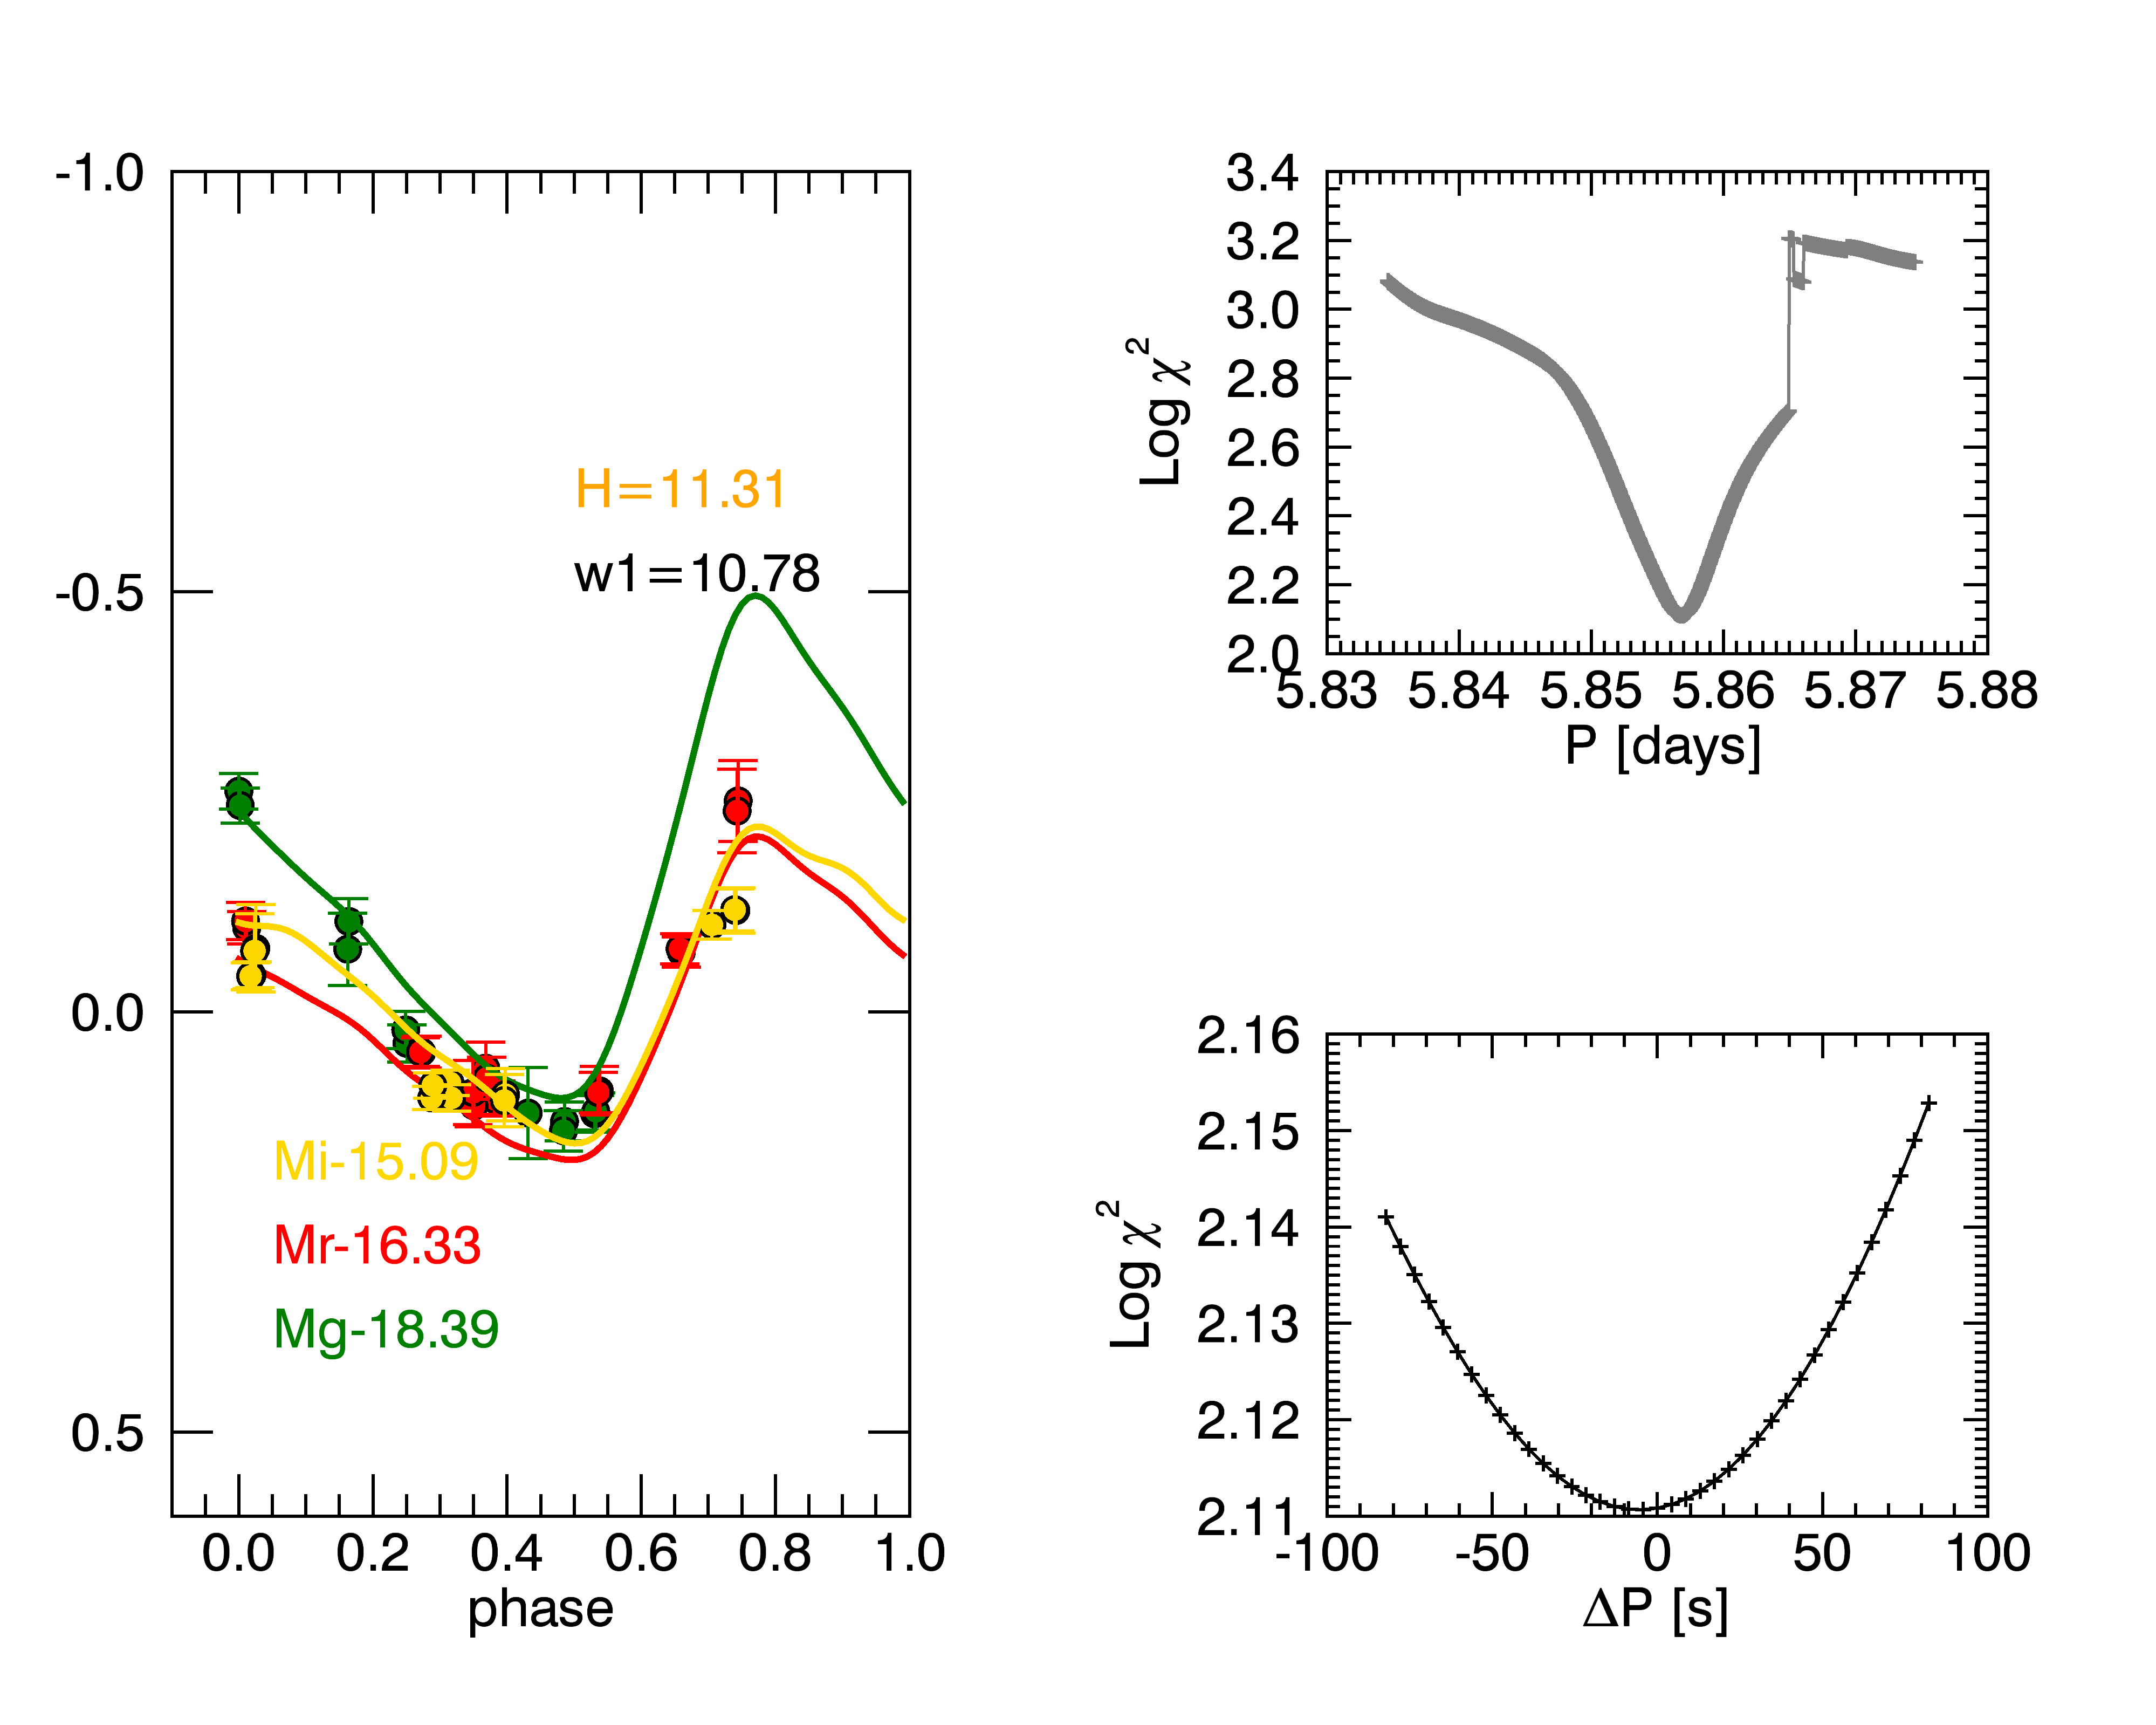 -1.0
-0.5
0.0
0.5
H=11.31
w1=10.78
Mi-15.09
Mr-16.33
Mg-18.39
0.0 0.2 0.4 0.6 0.8 1.0
phase
3.4
3.2
3.0
2.8
2.6
2.4
2.2
2.0
Log χ²
5.83 5.84 5.85 5.86 5.87 5.88
P [days]
2.16
2.15
2.14
2.13
2.12
2.11
Log χ²
-100 -50 0 50 100
ΔP [s]